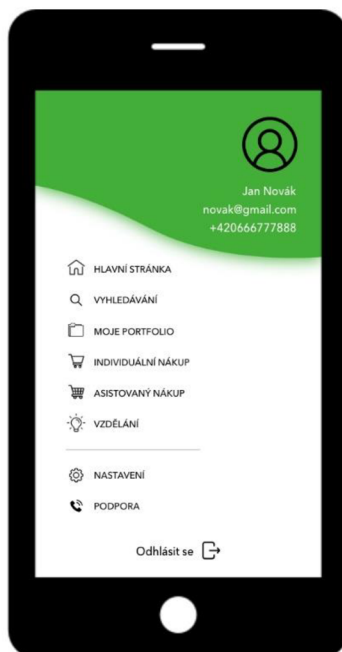 Jan Novák
novak@gmail.com
+420666777888
HLAVNÍ STRÁNKA
VYHLEDÁVÁNÍ
MOJE PORTFOLIO
INDIVIDUÁLNÍ NÁKUP
ASISTOVANÝ NÁKUP
VZDĚLÁNÍ
NASTAVENÍ
PODPORA
Odhlásit se